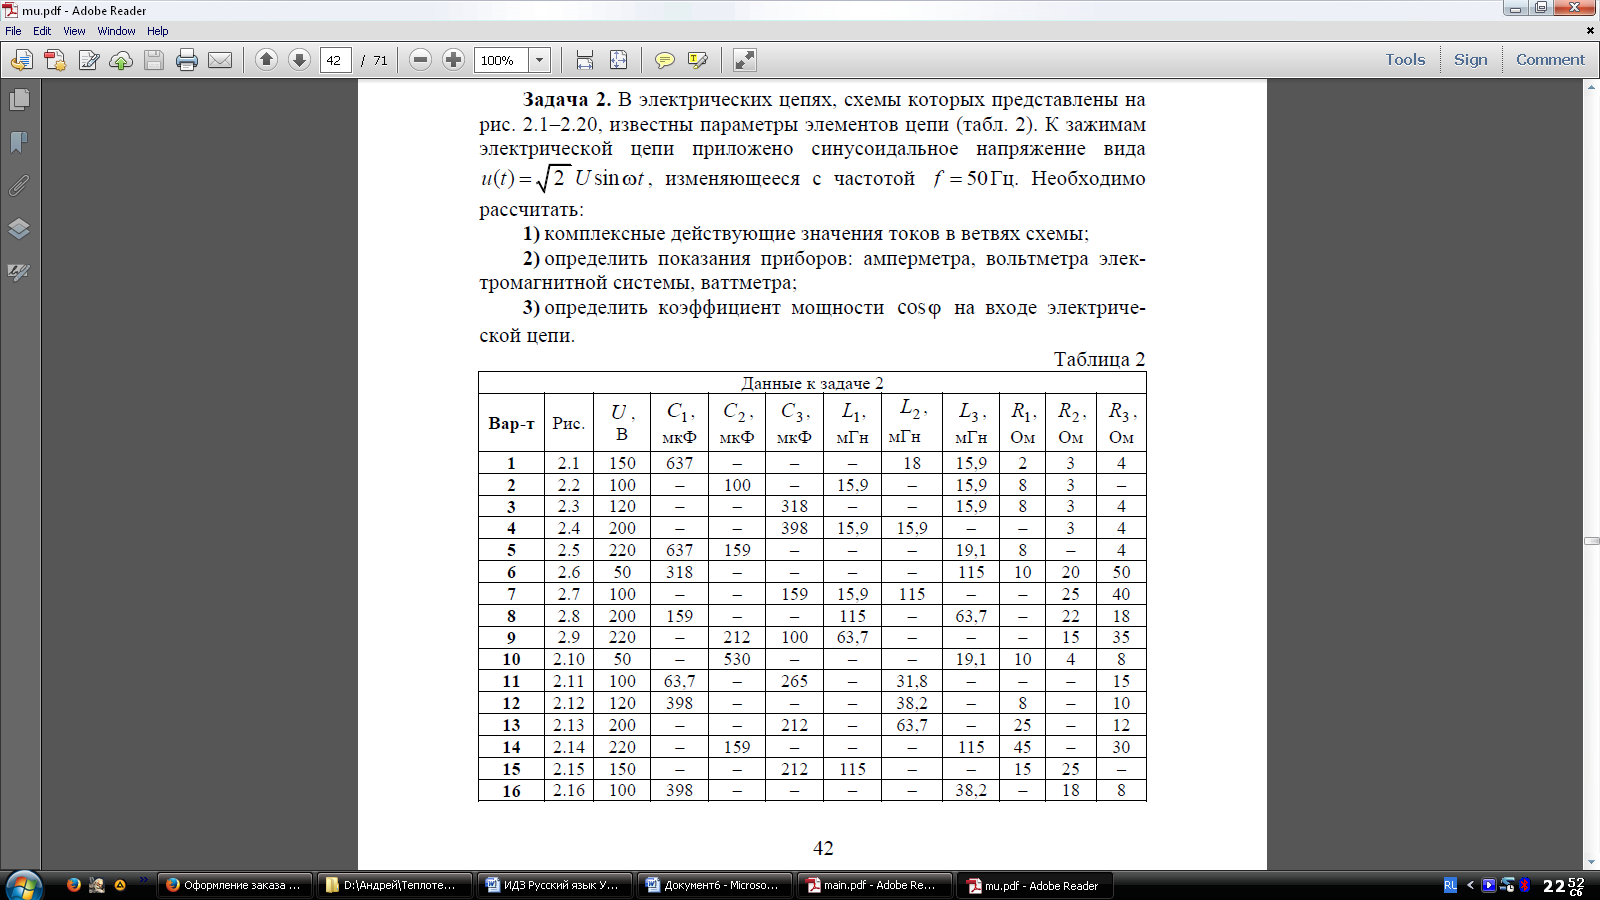 mu.pdf - Adobe Reader
File Edit View Window Help
42 / 71 100% Tools Sign Comment
Задача 2. В электрических цепях, схемы которых представлены на
рис. 2.1–2.20, известны параметры элементов цепи (табл. 2). К зажимам
электрической цепи приложено синусоидальное напряжение вида
u(t) = √2 U sin ωt, изменяющееся с частотой f = 50 Гц. Необходимо
рассчитать:
1) комплексные действующие значения токов в ветвях схемы;
2) определить показания приборов: амперметра, вольтметра элек-
тромагнитной системы, ваттметра;
3) определить коэффициент мощности cosφ на входе электриче-
ской цепи.
Таблица 2
Данные к задаче 2
Вар-т Рис. U, В C1, мкФ C2, мкФ C3, мкФ L1, мГн L2, мГн L3, мГн R1, Ом R2, Ом R3, Ом
1 2.1 150 637 – – – 18 15,9 2 3 4
2 2.2 100 – 100 – 15,9 – 15,9 8 3 –
3 2.3 120 – – 318 – – 15,9 8 3 4
4 2.4 200 – – 398 15,9 15,9 – – 3 4
5 2.5 220 637 159 – – – 19,1 8 – 4
6 2.6 50 318 – – – – 115 10 20 50
7 2.7 100 – – 159 15,9 115 – – 25 40
8 2.8 200 159 – – 115 – 63,7 – 22 18
9 2.9 220 – 212 100 63,7 – – – 15 35
10 2.10 50 – 530 – – – 19,1 10 4 8
11 2.11 100 63,7 – 265 – 31,8 – – – 15
12 2.12 120 398 – – – 38,2 – 8 – 10
13 2.13 200 – – 212 – 63,7 – 25 – 12
14 2.14 220 – 159 – – – 115 45 – 30
15 2.15 150 – – 212 115 – – 15 25 –
16 2.16 100 398 – – – – 38,2 – 18 8
42
Оформление заказа ... D:\Андрей\Теплоте... ИДЗ Русский язык У... Документ6 - Microso... main.pdf - Adobe Re... mu.pdf - Adobe Reader RL 22 52 Сб